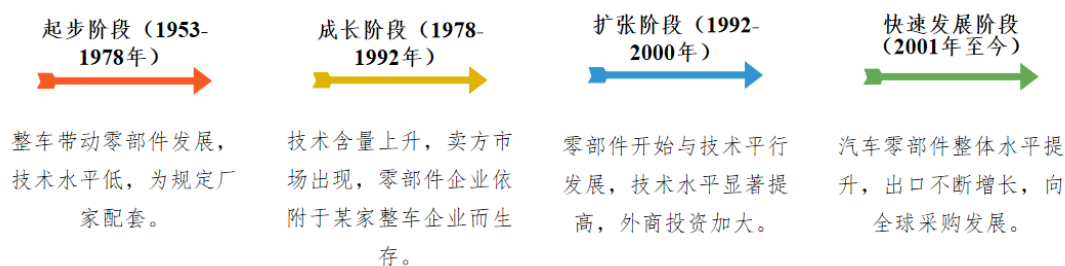 起步阶段（1953-
1978年）
整车带动零部件发展，
技术水平低，为规定厂
家配套。
成长阶段（1978-
1992年）
技术含量上升，卖方市
场出现，零部件企业依
附于某家整车企业而生
存。
扩张阶段（1992-
2000年）
零部件开始与技术平行
发展，技术水平显著提
高，外商投资加大。
快速发展阶段
（2001年至今）
汽车零部件整体水平提
升，出口不断增长，向
全球采购发展。